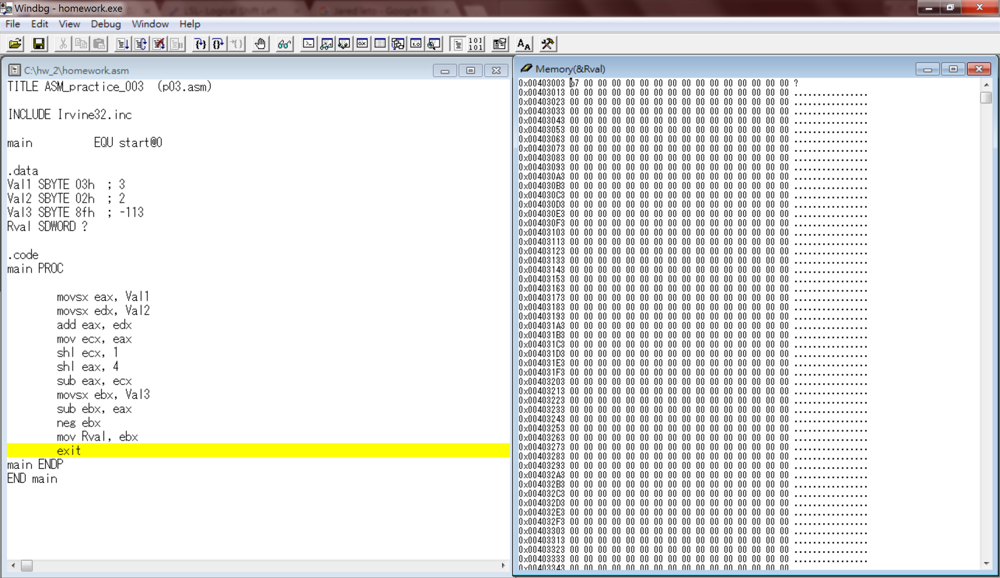 Windbg - homework.exe
LSL- Logical Shift Left
Jared leto - Google
File Edit View Debug Window Help
C:\hw_2\homework.asm
TITLE ASM_practice_003 (p03.asm)
INCLUDE Irvine32.inc
main EQU start@0
.data
Val1 SBYTE 03h ; 3
Val2 SBYTE 02h ; 2
Val3 SBYTE 8fh ; -113
Rval SDWORD ?
.code
main PROC
movsx eax, Val1
movsx edx, Val2
add eax, edx
mov ecx, eax
shl ecx, 1
shl eax, 4
sub eax, ecx
movsx ebx, Val3
sub ebx, eax
neg ebx
mov Rval, ebx
exit
main ENDP
END main
Memory(&Rval)
0x00403003 b7 00 00 00 00 00 00 00 00 00 00 00 00 00 00 00 ?
0x00403013 00 00 00 00 00 00 00 00 00 00 00 00 00 00 00 00 ................
0x00403023 00 00 00 00 00 00 00 00 00 00 00 00 00 00 00 00 ................
0x00403033 00 00 00 00 00 00 00 00 00 00 00 00 00 00 00 00 ................
0x00403043 00 00 00 00 00 00 00 00 00 00 00 00 00 00 00 00 ................
0x00403053 00 00 00 00 00 00 00 00 00 00 00 00 00 00 00 00 ................
0x00403063 00 00 00 00 00 00 00 00 00 00 00 00 00 00 00 00 ................
0x00403073 00 00 00 00 00 00 00 00 00 00 00 00 00 00 00 00 ................
0x00403083 00 00 00 00 00 00 00 00 00 00 00 00 00 00 00 00 ................
0x00403093 00 00 00 00 00 00 00 00 00 00 00 00 00 00 00 00 ................
0x004030A3 00 00 00 00 00 00 00 00 00 00 00 00 00 00 00 00 ................
0x004030B3 00 00 00 00 00 00 00 00 00 00 00 00 00 00 00 00 ................
0x004030C3 00 00 00 00 00 00 00 00 00 00 00 00 00 00 00 00 ................
0x004030D3 00 00 00 00 00 00 00 00 00 00 00 00 00 00 00 00 ................
0x004030E3 00 00 00 00 00 00 00 00 00 00 00 00 00 00 00 00 ................
0x004030F3 00 00 00 00 00 00 00 00 00 00 00 00 00 00 00 00 ................
0x00403103 00 00 00 00 00 00 00 00 00 00 00 00 00 00 00 00 ................
0x00403113 00 00 00 00 00 00 00 00 00 00 00 00 00 00 00 00 ................
0x00403123 00 00 00 00 00 00 00 00 00 00 00 00 00 00 00 00 ................
0x00403133 00 00 00 00 00 00 00 00 00 00 00 00 00 00 00 00 ................
0x00403143 00 00 00 00 00 00 00 00 00 00 00 00 00 00 00 00 ................
0x00403153 00 00 00 00 00 00 00 00 00 00 00 00 00 00 00 00 ................
0x00403163 00 00 00 00 00 00 00 00 00 00 00 00 00 00 00 00 ................
0x00403173 00 00 00 00 00 00 00 00 00 00 00 00 00 00 00 00 ................
0x00403183 00 00 00 00 00 00 00 00 00 00 00 00 00 00 00 00 ................
0x00403193 00 00 00 00 00 00 00 00 00 00 00 00 00 00 00 00 ................
0x004031A3 00 00 00 00 00 00 00 00 00 00 00 00 00 00 00 00 ................
0x004031B3 00 00 00 00 00 00 00 00 00 00 00 00 00 00 00 00 ................
0x004031C3 00 00 00 00 00 00 00 00 00 00 00 00 00 00 00 00 ................
0x004031D3 00 00 00 00 00 00 00 00 00 00 00 00 00 00 00 00 ................
0x004031E3 00 00 00 00 00 00 00 00 00 00 00 00 00 00 00 00 ................
0x004031F3 00 00 00 00 00 00 00 00 00 00 00 00 00 00 00 00 ................
0x00403203 00 00 00 00 00 00 00 00 00 00 00 00 00 00 00 00 ................
0x00403213 00 00 00 00 00 00 00 00 00 00 00 00 00 00 00 00 ................
0x00403223 00 00 00 00 00 00 00 00 00 00 00 00 00 00 00 00 ................
0x00403233 00 00 00 00 00 00 00 00 00 00 00 00 00 00 00 00 ................
0x00403243 00 00 00 00 00 00 00 00 00 00 00 00 00 00 00 00 ................
0x00403253 00 00 00 00 00 00 00 00 00 00 00 00 00 00 00 00 ................
0x00403263 00 00 00 00 00 00 00 00 00 00 00 00 00 00 00 00 ................
0x00403273 00 00 00 00 00 00 00 00 00 00 00 00 00 00 00 00 ................
0x00403283 00 00 00 00 00 00 00 00 00 00 00 00 00 00 00 00 ................
0x00403293 00 00 00 00 00 00 00 00 00 00 00 00 00 00 00 00 ................
0x004032A3 00 00 00 00 00 00 00 00 00 00 00 00 00 00 00 00 ................
0x004032B3 00 00 00 00 00 00 00 00 00 00 00 00 00 00 00 00 ................
0x004032C3 00 00 00 00 00 00 00 00 00 00 00 00 00 00 00 00 ................
0x004032D3 00 00 00 00 00 00 00 00 00 00 00 00 00 00 00 00 ................
0x004032E3 00 00 00 00 00 00 00 00 00 00 00 00 00 00 00 00 ................
0x004032F3 00 00 00 00 00 00 00 00 00 00 00 00 00 00 00 00 ................
0x00403303 00 00 00 00 00 00 00 00 00 00 00 00 00 00 00 00 ................
0x00403313 00 00 00 00 00 00 00 00 00 00 00 00 00 00 00 00 ................
0x00403323 00 00 00 00 00 00 00 00 00 00 00 00 00 00 00 00 ................
0x00403333 00 00 00 00 00 00 00 00 00 00 00 00 00 00 00 00 ................
0x00403343 00 00 00 00 00 00 00 00 00 00 00 00 00 00 00 00